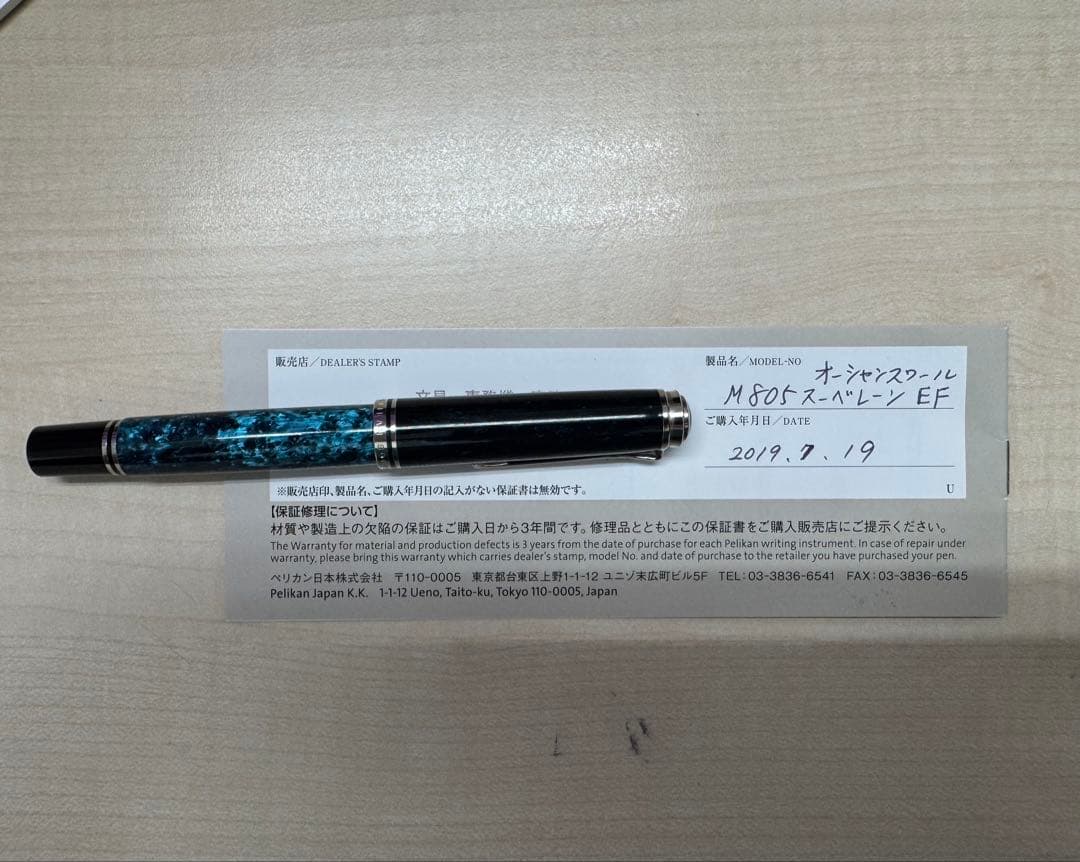 販売店／DEALER'S STAMP
製品名／MODEL-NO
オーシャンスワール
M805 スーベレーン EF
ご購入年月日／DATE
2019.7.19
※販売店印、製品名、ご購入年月日の記入がない保証書は無効です。
U
【保証修理について】
材質や製造上の欠陥の保証はご購入日から3年間です。修理品とともにこの保証書をご購入販売店にご提示ください。
The Warranty for material and production defects is 3 years from the date of purchase for each Pelikan writing instrument. In case of repair under
warranty, please bring this warranty which carries dealer's stamp, model No. and date of purchase to the retailer you have purchased your pen.
ペリカン日本株式会社 〒110-0005 東京都台東区上野1-1-12 ユニゾ末広町ビル5F TEL：03-3836-6541 FAX：03-3836-6545
Pelikan Japan K.K. 1-1-12 Ueno, Taito-ku, Tokyo 110-0005, Japan